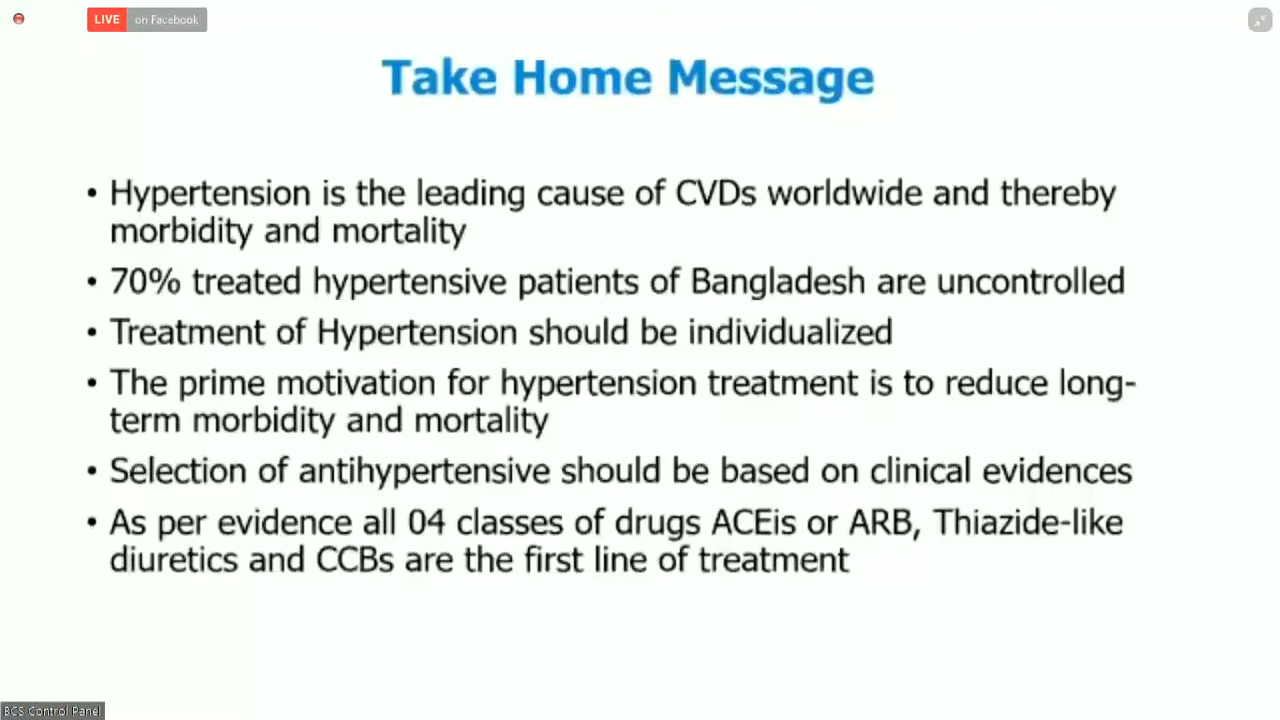 LIVE on Facebook
Take Home Message
• Hypertension is the leading cause of CVDs worldwide and thereby
morbidity and mortality
• 70% treated hypertensive patients of Bangladesh are uncontrolled
• Treatment of Hypertension should be individualized
• The prime motivation for hypertension treatment is to reduce long-
term morbidity and mortality
• Selection of antihypertensive should be based on clinical evidences
• As per evidence all 04 classes of drugs ACEis or ARB, Thiazide-like
diuretics and CCBs are the first line of treatment
BCS Control Panel